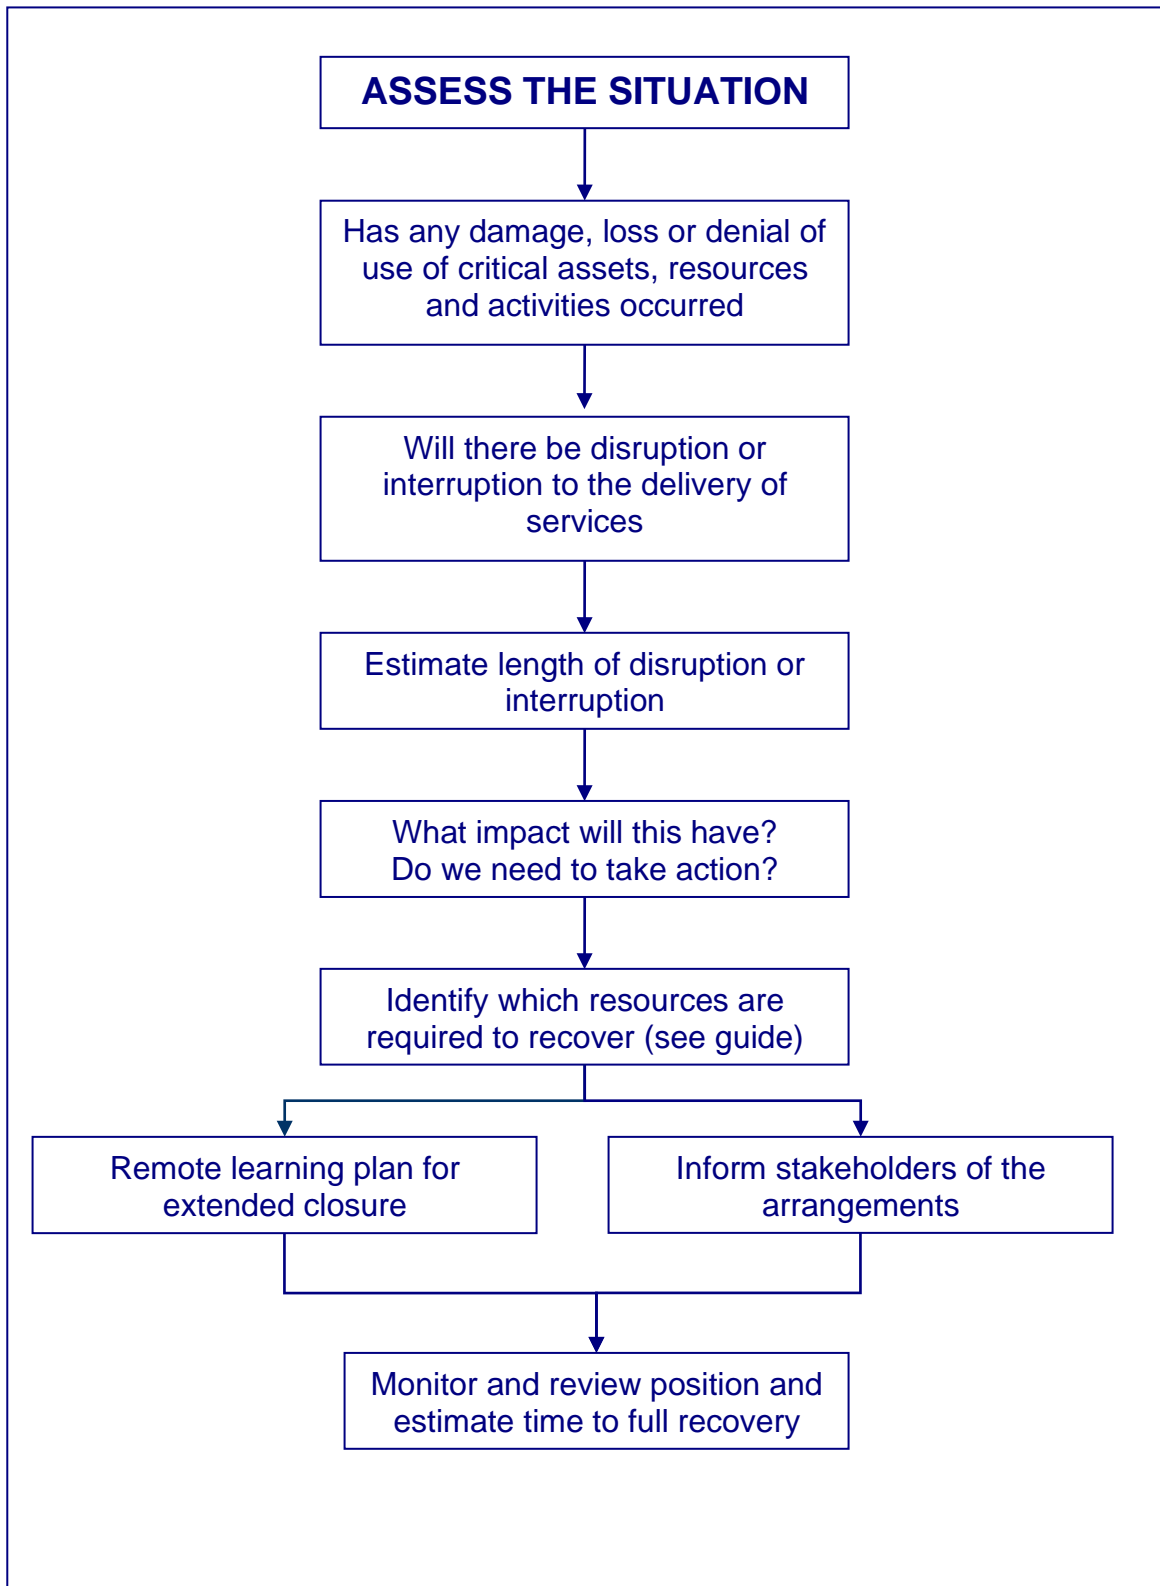 ASSESS THE SITUATION
Has any damage, loss or denial of
use of critical assets, resources
and activities occurred
Will there be disruption or
interruption to the delivery of
services
Estimate length of disruption or
interruption
What impact will this have?
Do we need to take action?
Identify which resources are
required to recover (see guide)
Remote learning plan for
extended closure
Inform stakeholders of the
arrangements
Monitor and review position and
estimate time to full recovery